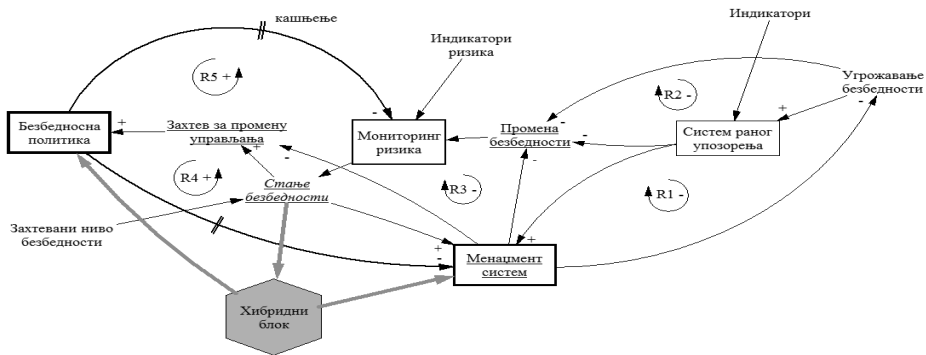 кашњење
Индикатори
Индикатори
ризика
R5 +
R2 -
Угрожавање
безбедности
-
+
-
-
+
Безбедносна
политика
Захтев за промену
управљања
+
-
Мониторинг
ризика
-
Промена
безбедности
-
-
Систем раног
упозорења
R4 +
Стање
безбедности
R3 -
R1 -
Захтевани ниво
безбедности
+
-
+
Менаџмент
систем
Хибридни
блок